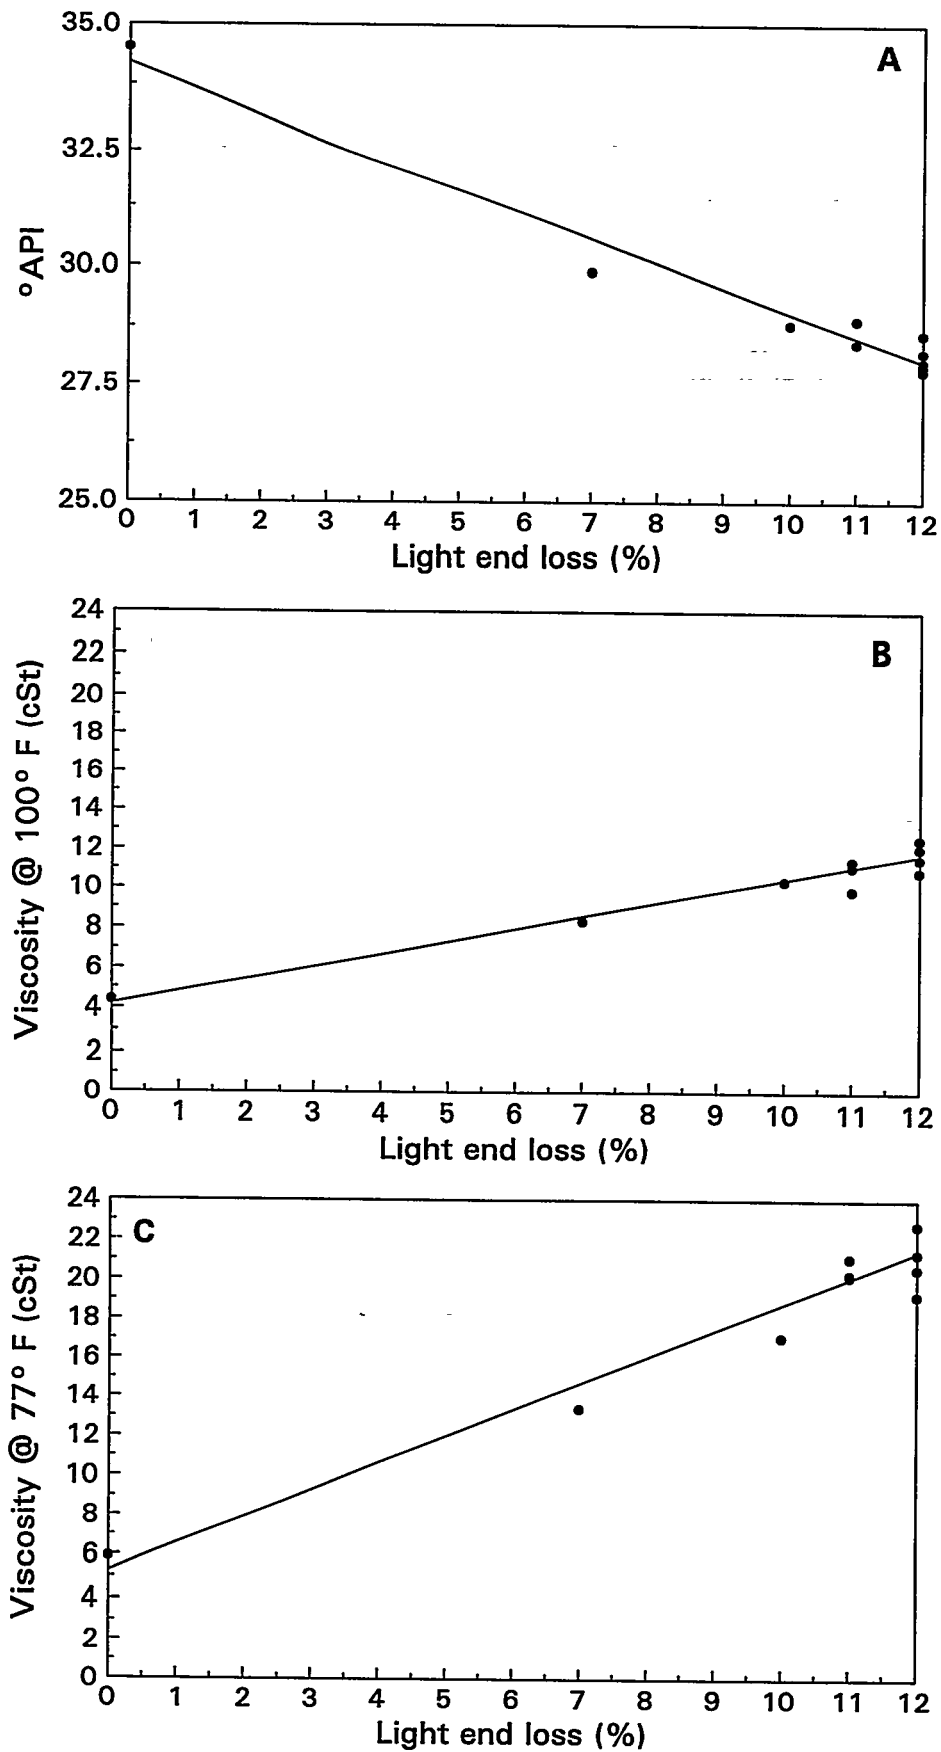 35.0
A
32.5
°API
30.0
27.5
25.0
0 1 2 3 4 5 6 7 8 9 10 11 12
Light end loss (%)
24
B
22
20
18
16
14
12
10
8
6
4
2
0
Viscosity @ 100° F (cSt)
0 1 2 3 4 5 6 7 8 9 10 11 12
Light end loss (%)
24
C
22
20
18
16
14
12
10
8
6
4
2
0
Viscosity @ 77° F (cSt)
0 1 2 3 4 5 6 7 8 9 10 11 12
Light end loss (%)